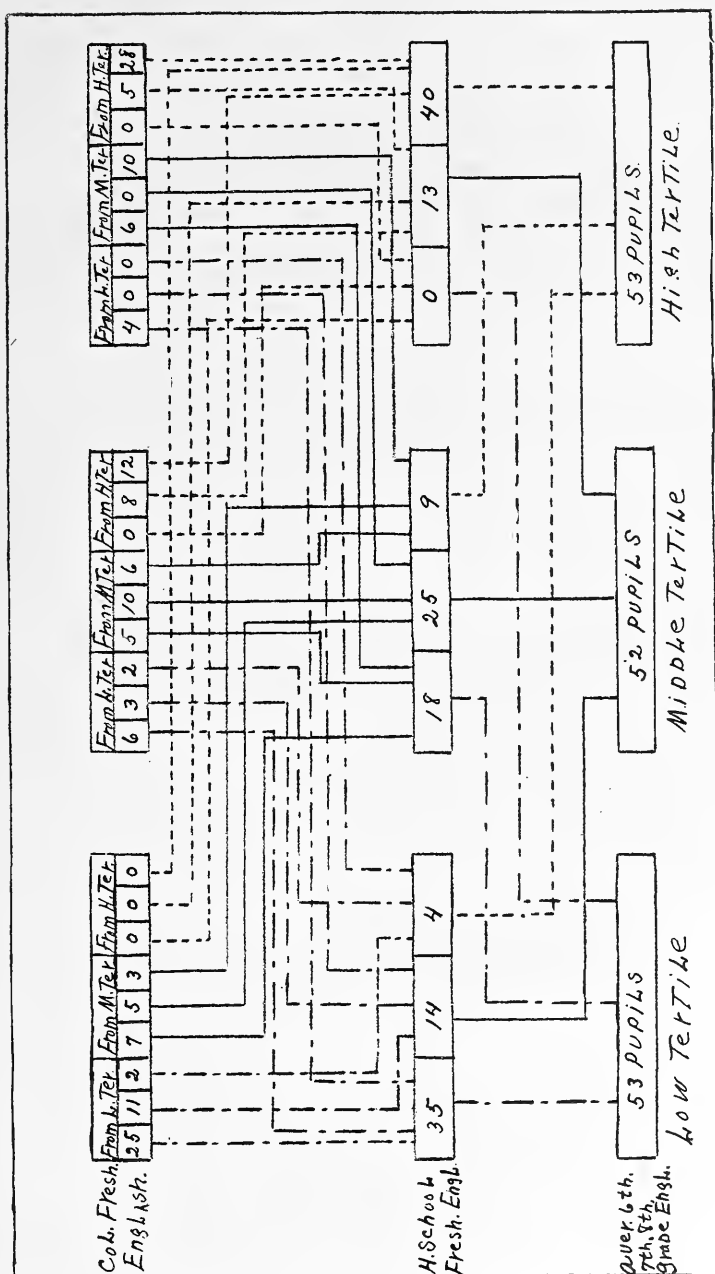 Col. Fresh. From L.Ter. From M.Ter. From H.Ter. From L.Ter From M.Ter From H.Ter From L.Ter From M.Ter. From H.Ter.
English. 25 11 2 7 5 3 0 0 0 6 3 2 5 10 6 0 8 12 4 0 0 6 0 10 0 5 28
H.School
Fresh. Engl. 35 14 4 18 25 9 0 13 40
aver. 6th.
7th, 8th, 53 PUPILS 52 PUPILS 53 PUPILS.
grade Engl.
Low Tertile Middle Tertile High Tertile